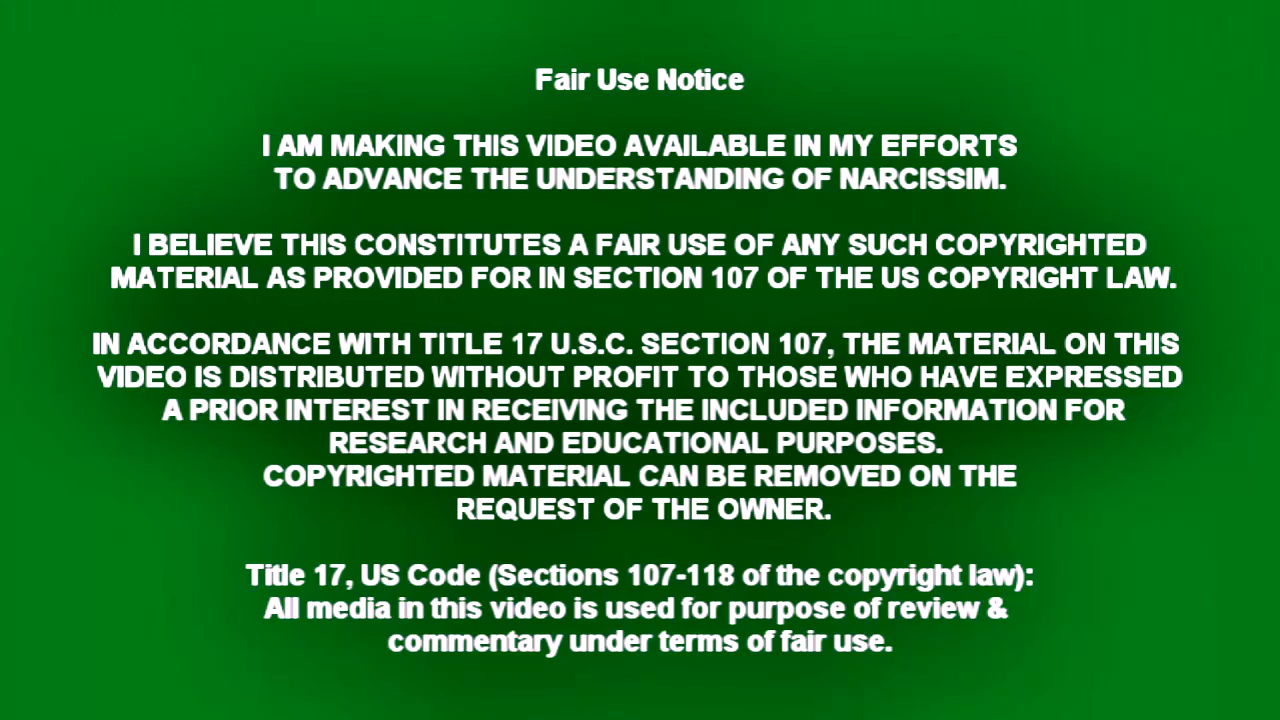 Fair Use Notice
I AM MAKING THIS VIDEO AVAILABLE IN MY EFFORTS
TO ADVANCE THE UNDERSTANDING OF NARCISSIM.
I BELIEVE THIS CONSTITUTES A FAIR USE OF ANY SUCH COPYRIGHTED
MATERIAL AS PROVIDED FOR IN SECTION 107 OF THE US COPYRIGHT LAW.
IN ACCORDANCE WITH TITLE 17 U.S.C. SECTION 107, THE MATERIAL ON THIS
VIDEO IS DISTRIBUTED WITHOUT PROFIT TO THOSE WHO HAVE EXPRESSED
A PRIOR INTEREST IN RECEIVING THE INCLUDED INFORMATION FOR
RESEARCH AND EDUCATIONAL PURPOSES.
COPYRIGHTED MATERIAL CAN BE REMOVED ON THE
REQUEST OF THE OWNER.
Title 17, US Code (Sections 107-118 of the copyright law):
All media in this video is used for purpose of review &
commentary under terms of fair use.